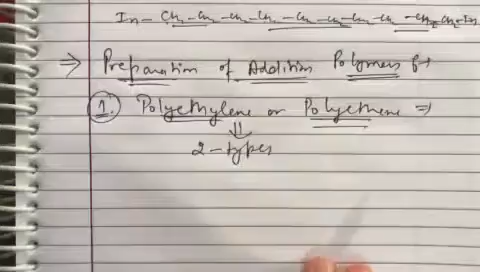 In- CH₂-CH₂-CH₂-CH₂-CH₂-CH₂-CH₂-CH₂-CH₂-CH₂-In
⇒ Preparation of Addition Polymers :-
① Polyethylene or Polyethene ⇒
⇓
2-types